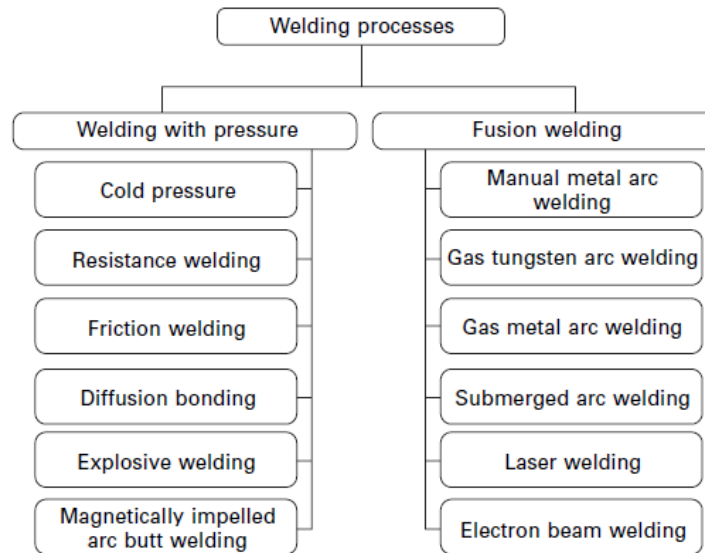 Welding processes
Welding with pressure
Cold pressure
Resistance welding
Friction welding
Diffusion bonding
Explosive welding
Magnetically impelled
arc butt welding
Fusion welding
Manual metal arc
welding
Gas tungsten arc welding
Gas metal arc welding
Submerged arc welding
Laser welding
Electron beam welding